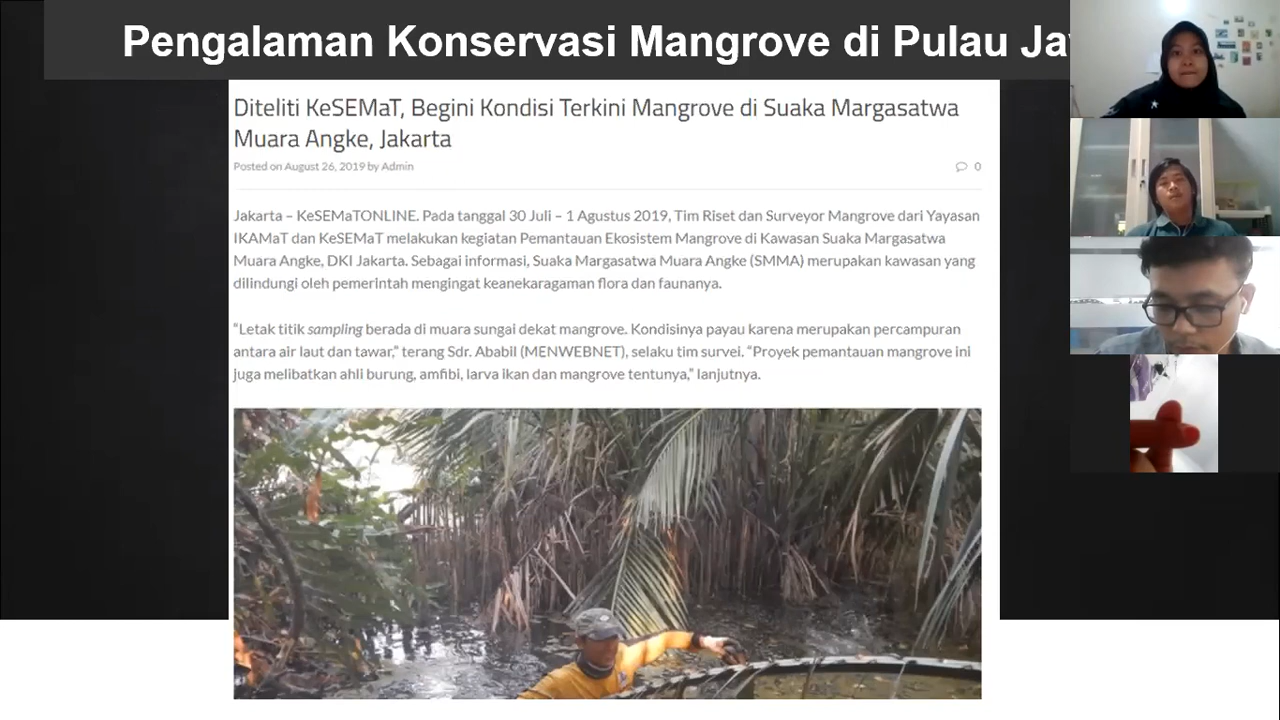 Pengalaman Konservasi Mangrove di Pulau
Diteliti KeSEMaT, Begini Kondisi Terkini Mangrove di Suaka Margasatwa
Muara Angke, Jakarta
Posted on August 26, 2019 by Admin
0
Jakarta – KeSEMaTONLINE. Pada tanggal 30 Juli – 1 Agustus 2019, Tim Riset dan Surveyor Mangrove dari Yayasan
IKAMaT dan KeSEMaT melakukan kegiatan Pemantauan Ekosistem Mangrove di Kawasan Suaka Margasatwa
Muara Angke, DKI Jakarta. Sebagai informasi, Suaka Margasatwa Muara Angke (SMMA) merupakan kawasan yang
dilindungi oleh pemerintah mengingat keanekaragaman flora dan faunanya.
“Letak titik sampling berada di muara sungai dekat mangrove. Kondisinya payau karena merupakan percampuran
antara air laut dan tawar,” terang Sdr. Ababil (MENWEBNET), selaku tim survei. “Proyek pemantauan mangrove ini
juga melibatkan ahli burung, amfibi, larva ikan dan mangrove tentunya,” lanjutnya.